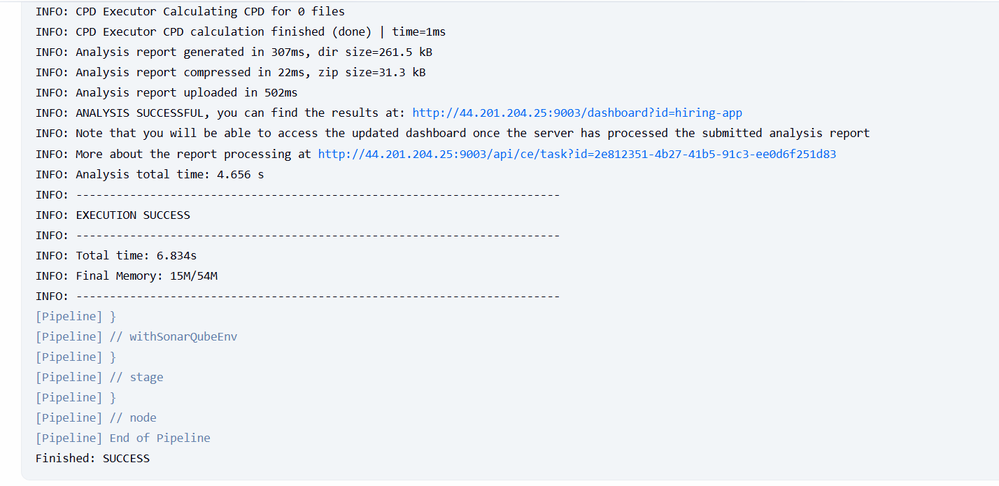 INFO: CPD Executor Calculating CPD for 0 files
INFO: CPD Executor CPD calculation finished (done) | time=1ms
INFO: Analysis report generated in 307ms, dir size=261.5 kB
INFO: Analysis report compressed in 22ms, zip size=31.3 kB
INFO: Analysis report uploaded in 502ms
INFO: ANALYSIS SUCCESSFUL, you can find the results at: http://44.201.204.25:9003/dashboard?id=hiring-app
INFO: Note that you will be able to access the updated dashboard once the server has processed the submitted analysis report
INFO: More about the report processing at http://44.201.204.25:9003/api/ce/task?id=2e812351-4b27-41b5-91c3-ee0d6f251d83
INFO: Analysis total time: 4.656 s
INFO: ------------------------------------------------------------------------
INFO: EXECUTION SUCCESS
INFO: ------------------------------------------------------------------------
INFO: Total time: 6.834s
INFO: Final Memory: 15M/54M
INFO: ------------------------------------------------------------------------
[Pipeline] }
[Pipeline] // withSonarQubeEnv
[Pipeline] }
[Pipeline] // stage
[Pipeline] }
[Pipeline] // node
[Pipeline] End of Pipeline
Finished: SUCCESS